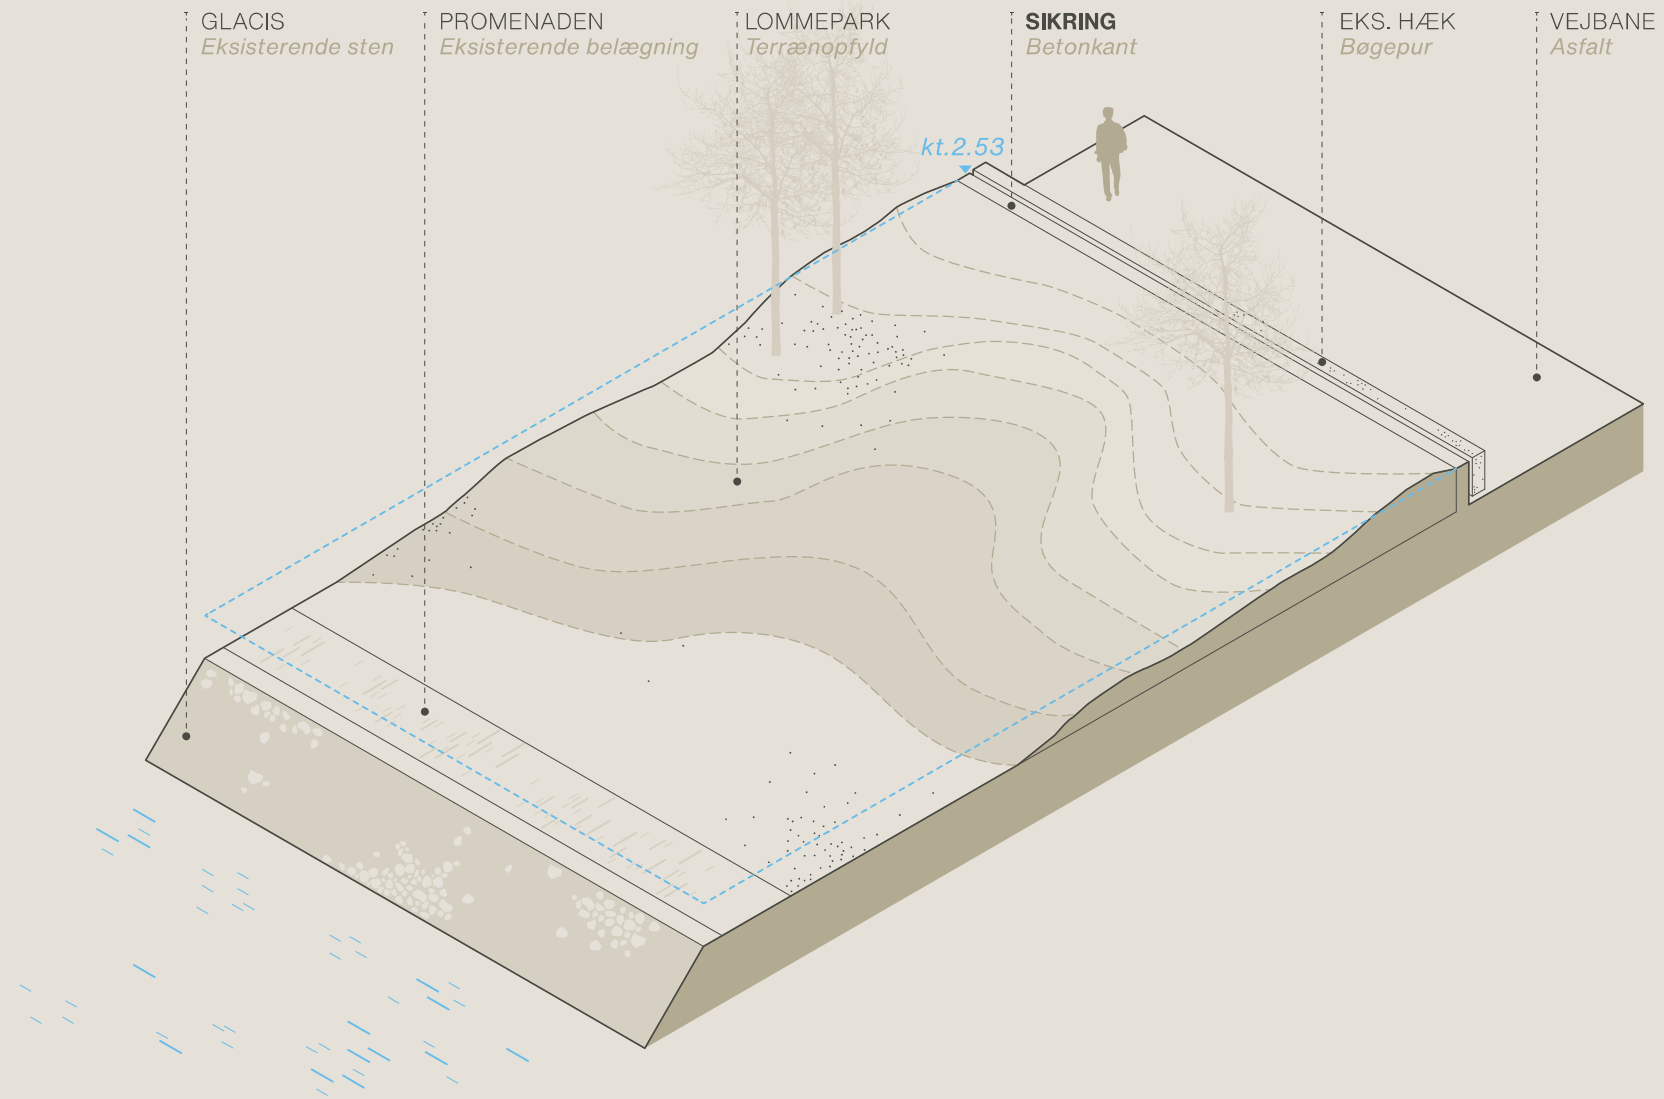 GLACIS
Eksisterende sten
PROMENADEN
Eksisterende belægning
LOMMEPARK
Terrænopfyld
SIKRING
Betonkant
EKS. HÆK
Bøgepur
VEJBANE
Asfalt
kt.2.53